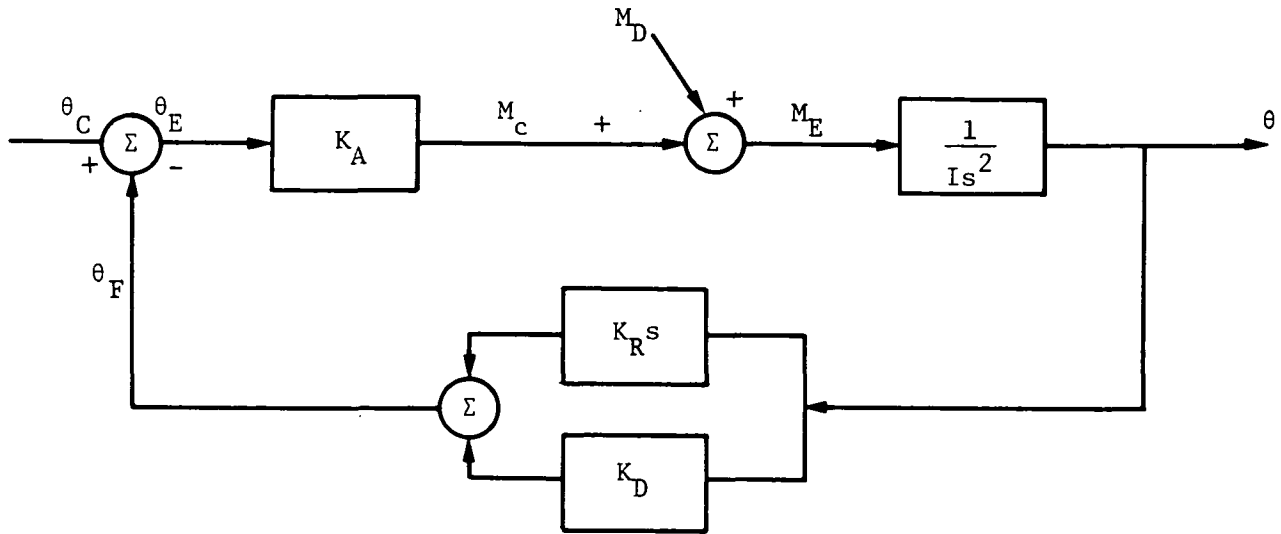 M_D
θ_C
+
Σ
θ_E
-
K_A
M_c
+
+
Σ
M_E
1
Is^2
θ
θ_F
K_R s
Σ
K_D